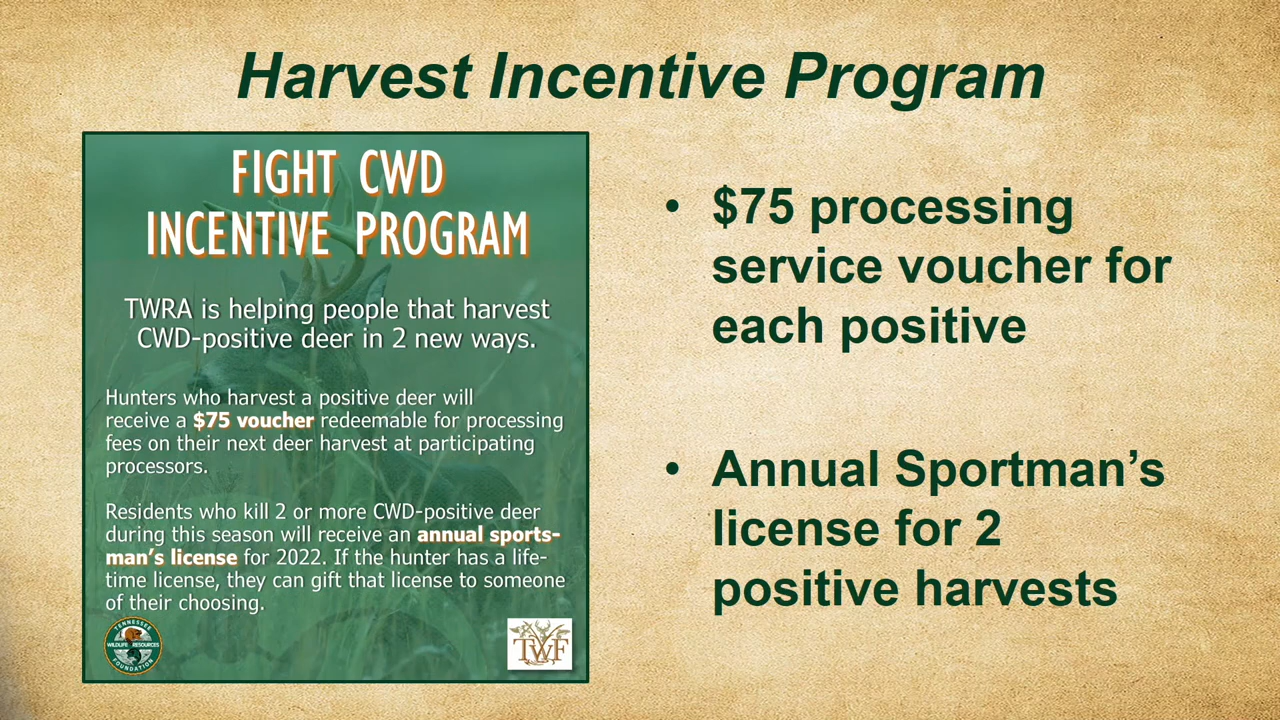 Harvest Incentive Program
FIGHT CWD
INCENTIVE PROGRAM
TWRA is helping people that harvest
CWD-positive deer in 2 new ways.
Hunters who harvest a positive deer will
receive a $75 voucher redeemable for processing
fees on their next deer harvest at participating
processors.
Residents who kill 2 or more CWD-positive deer
during this season will receive an annual sports-
man's license for 2022. If the hunter has a life-
time license, they can gift that license to someone
of their choosing.
TENNESSEE
WILDLIFE RESOURCES
FOUNDATION
TWF
• $75 processing
service voucher for
each positive
• Annual Sportman’s
license for 2
positive harvests